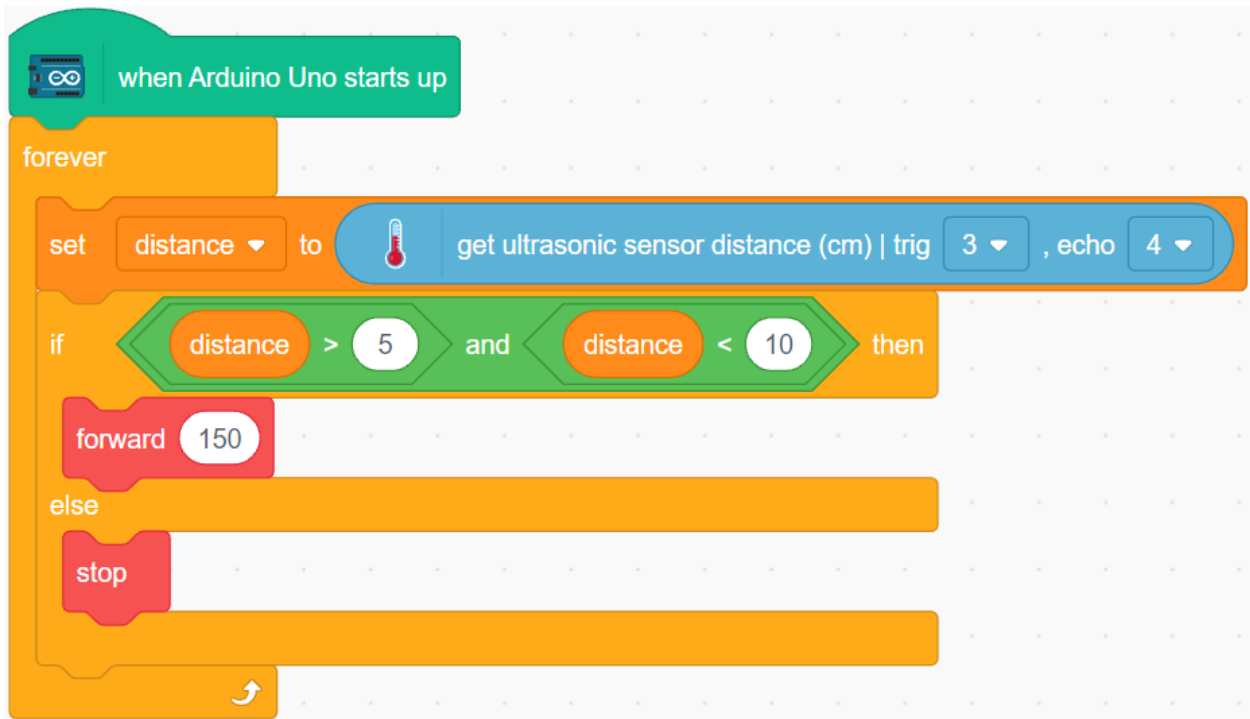 when Arduino Uno starts up
forever
set distance to get ultrasonic sensor distance (cm) | trig 3 , echo 4
if distance > 5 and distance < 10 then
forward 150
else
stop